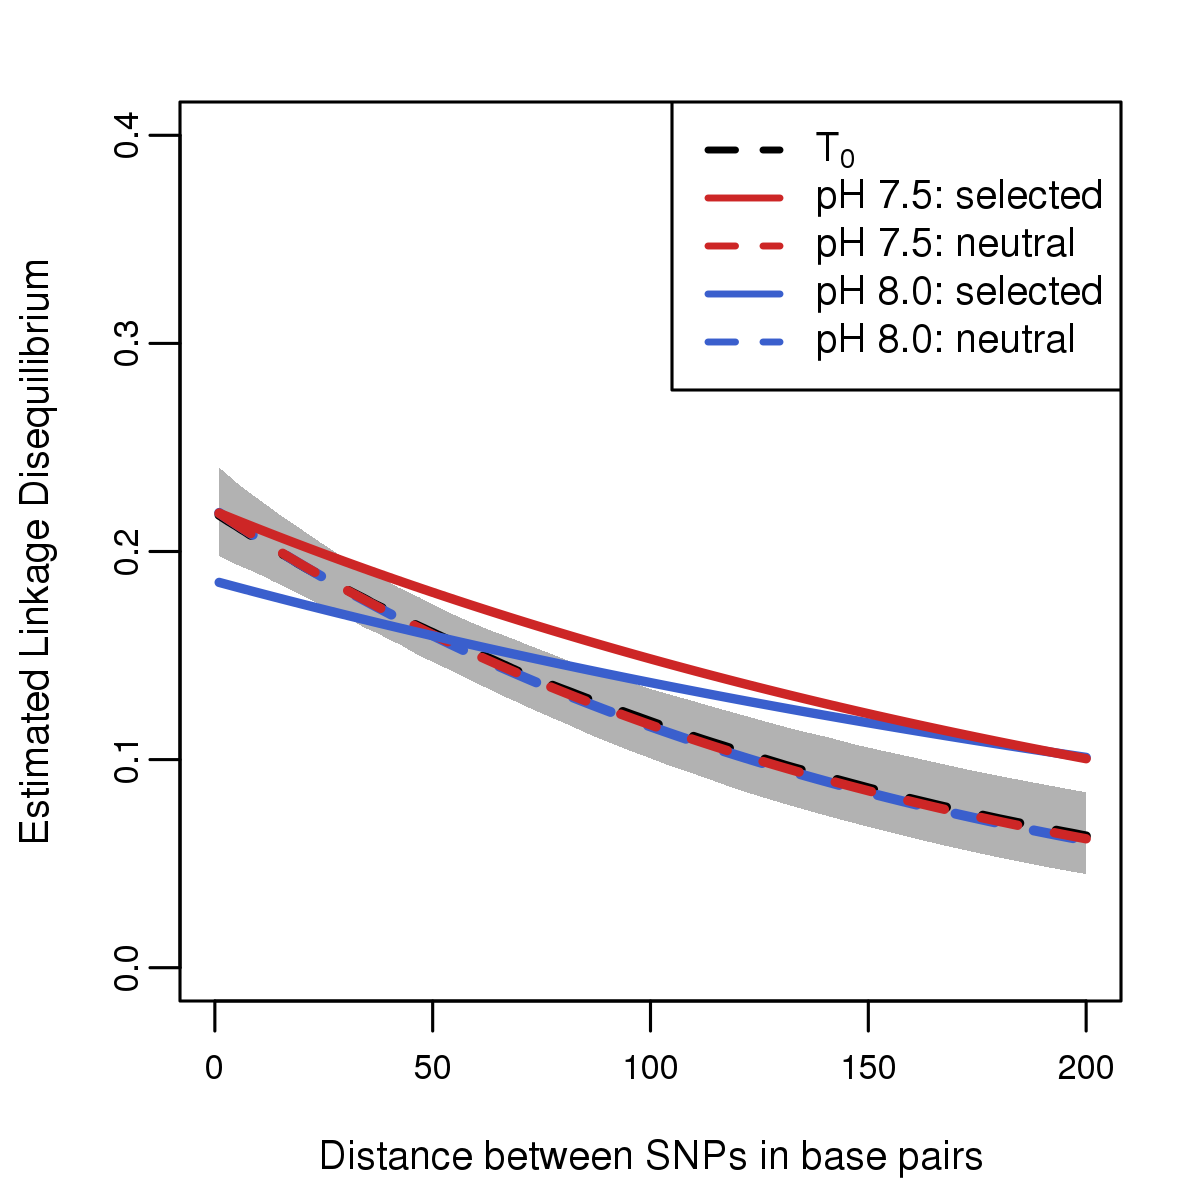 T0
pH 7.5: selected
pH 7.5: neutral
pH 8.0: selected
pH 8.0: neutral
Estimated Linkage Disequilibrium
0.4
0.3
0.2
0.1
0.0
0 50 100 150 200
Distance between SNPs in base pairs